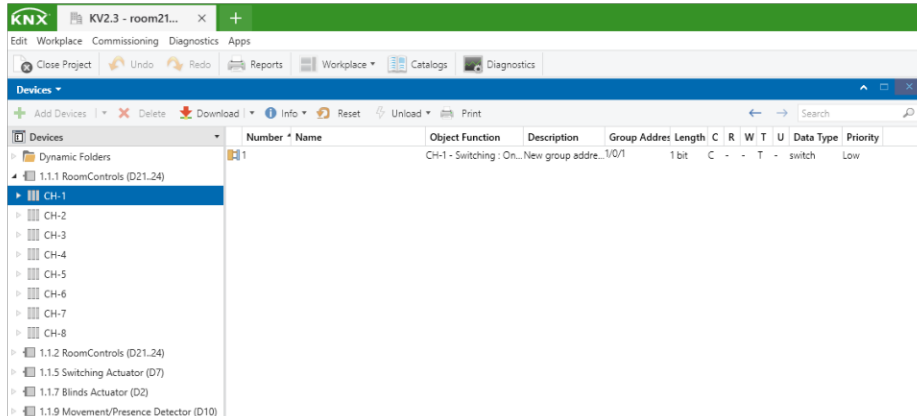 KNX KV2.3 - room21... × +
Edit Workplace Commissioning Diagnostics Apps
Close Project Undo Redo Reports Workplace Catalogs Diagnostics
Devices
Add Devices Delete Download Info Reset Unload Print Search
Devices Number Name Object Function Description Group Addres Length C R W T U Data Type Priority
Dynamic Folders 1 CH-1 - Switching : On... New group addre... 1/0/1 1 bit C - - T - switch Low
1.1.1 RoomControls (D21..24)
CH-1
CH-2
CH-3
CH-4
CH-5
CH-6
CH-7
CH-8
1.1.2 RoomControls (D21..24)
1.1.5 Switching Actuator (D7)
1.1.7 Blinds Actuator (D2)
1.1.9 Movement/Presence Detector (D10)